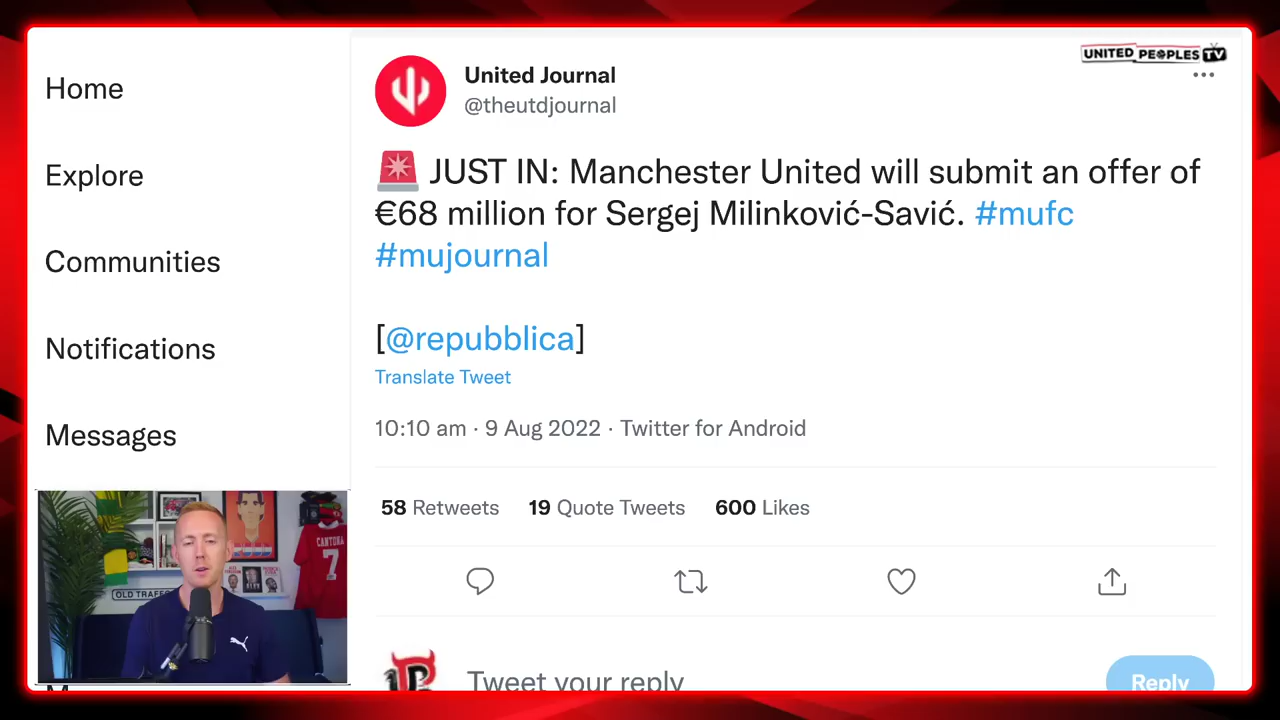 Home
Explore
Communities
Notifications
Messages
UNITED PEOPLES TV
United Journal
@theutdjournal
🚨 JUST IN: Manchester United will submit an offer of
€68 million for Sergej Milinković-Savić. #mufc
#mujournal
[@repubblica]
Translate Tweet
10:10 am · 9 Aug 2022 · Twitter for Android
58 Retweets 19 Quote Tweets 600 Likes
Tweet your reply
Reply
CANTONA
7